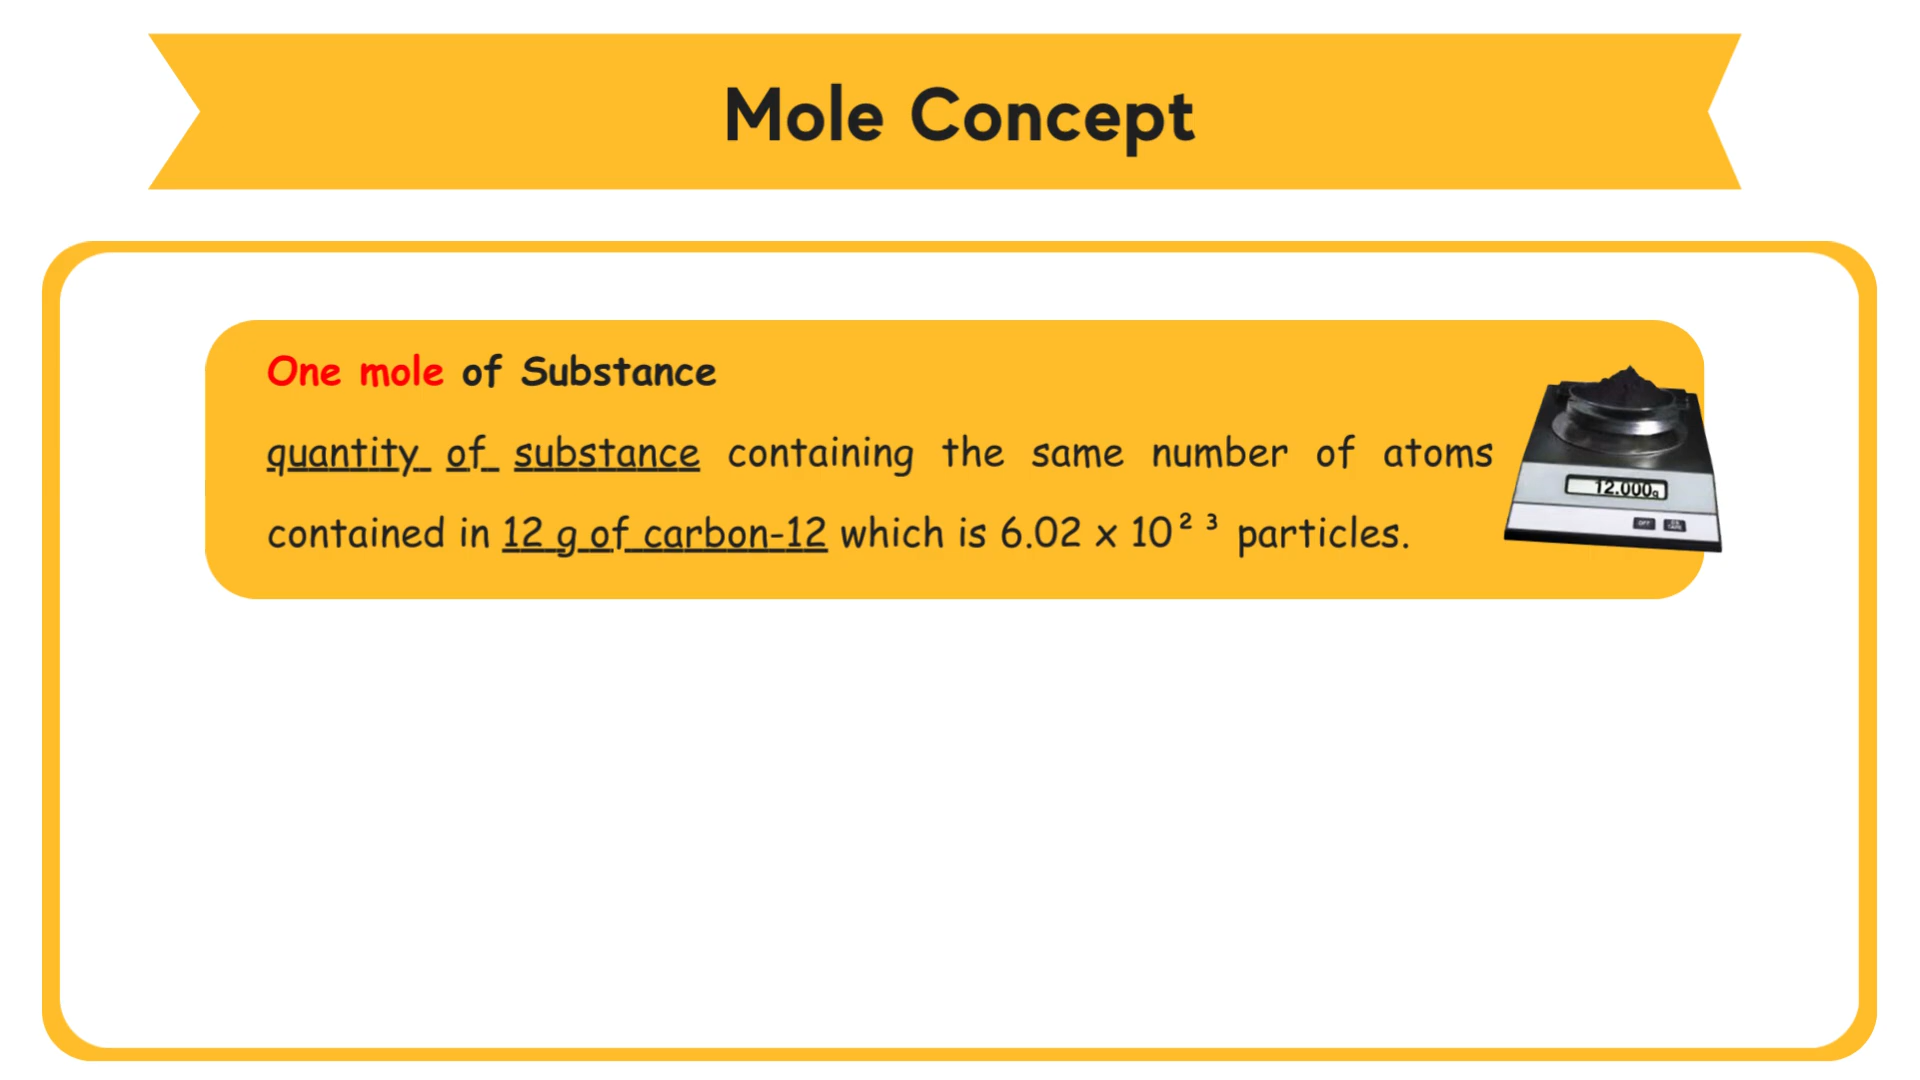 Mole Concept
One mole of Substance
quantity of substance containing the same number of atoms
contained in 12 g of carbon-12 which is 6.02 x 10²³ particles.
12.000g
OFF